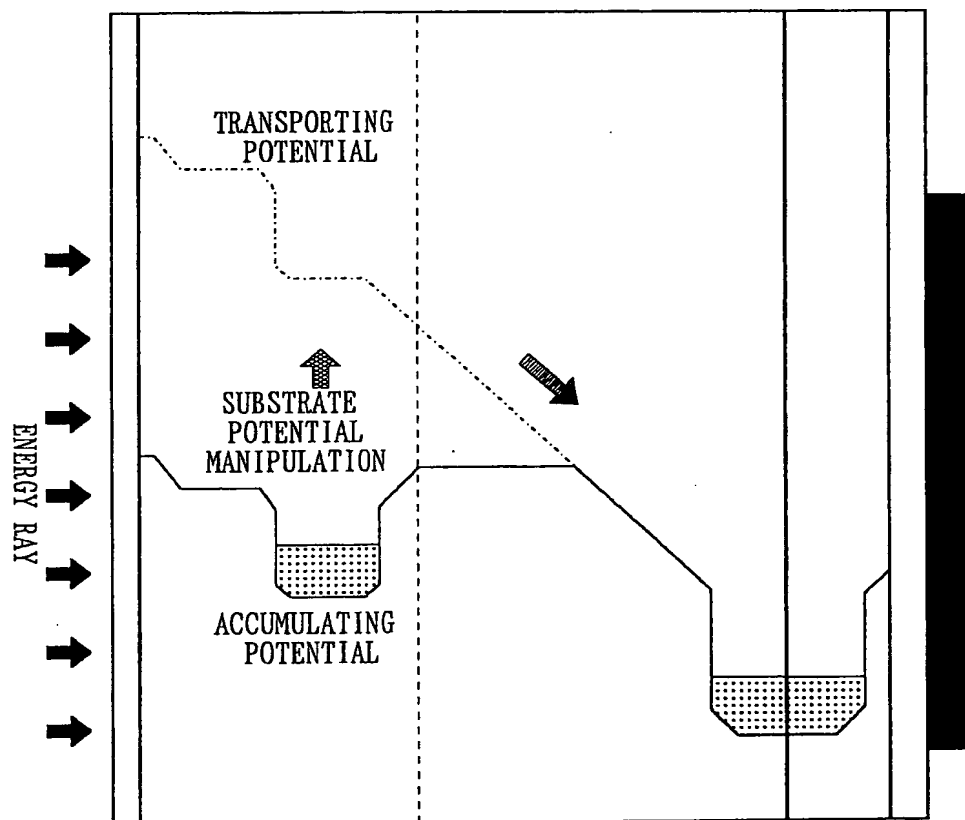 TRANSPORTING
POTENTIAL
SUBSTRATE
POTENTIAL
MANIPULATION
ENERGY RAY
ACCUMULATING
POTENTIAL